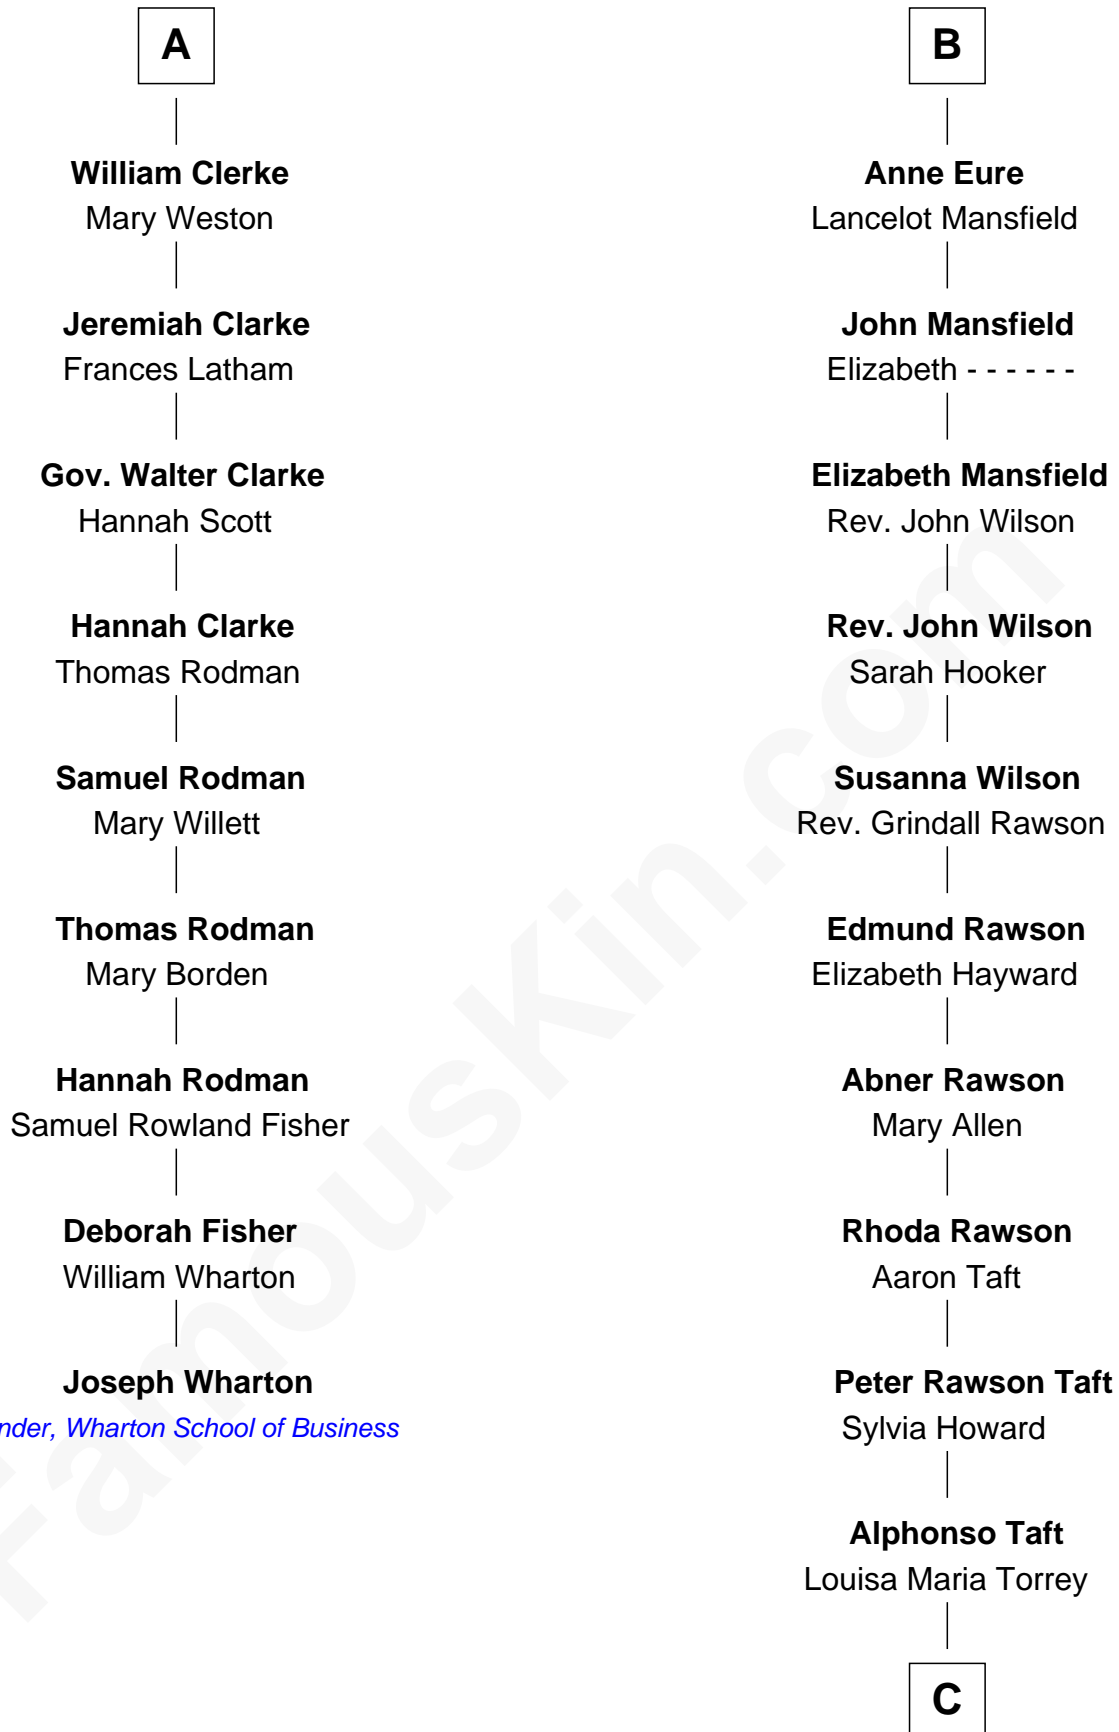 A
William Clerke
Mary Weston
Jeremiah Clarke
Frances Latham
Gov. Walter Clarke
Hannah Scott
Hannah Clarke
Thomas Rodman
Samuel Rodman
Mary Willett
Thomas Rodman
Mary Borden
Hannah Rodman
Samuel Rowland Fisher
Deborah Fisher
William Wharton
Joseph Wharton
nder, Wharton School of Business
B
Anne Eure
Lancelot Mansfield
John Mansfield
Elizabeth - - - - - -
Elizabeth Mansfield
Rev. John Wilson
Rev. John Wilson
Sarah Hooker
Susanna Wilson
Rev. Grindall Rawson
Edmund Rawson
Elizabeth Hayward
Abner Rawson
Mary Allen
Rhoda Rawson
Aaron Taft
Peter Rawson Taft
Sylvia Howard
Alphonso Taft
Louisa Maria Torrey
C
FamousKin.com